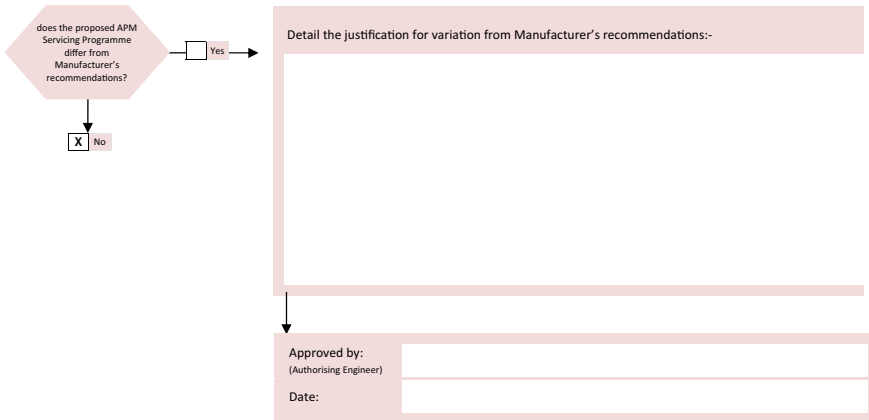 does the proposed APM
Servicing Programme
differ from
Manufacturer's
recommendations?
Yes
X No
Detail the justification for variation from Manufacturer's recommendations:-
Approved by:
(Authorising Engineer)
Date: